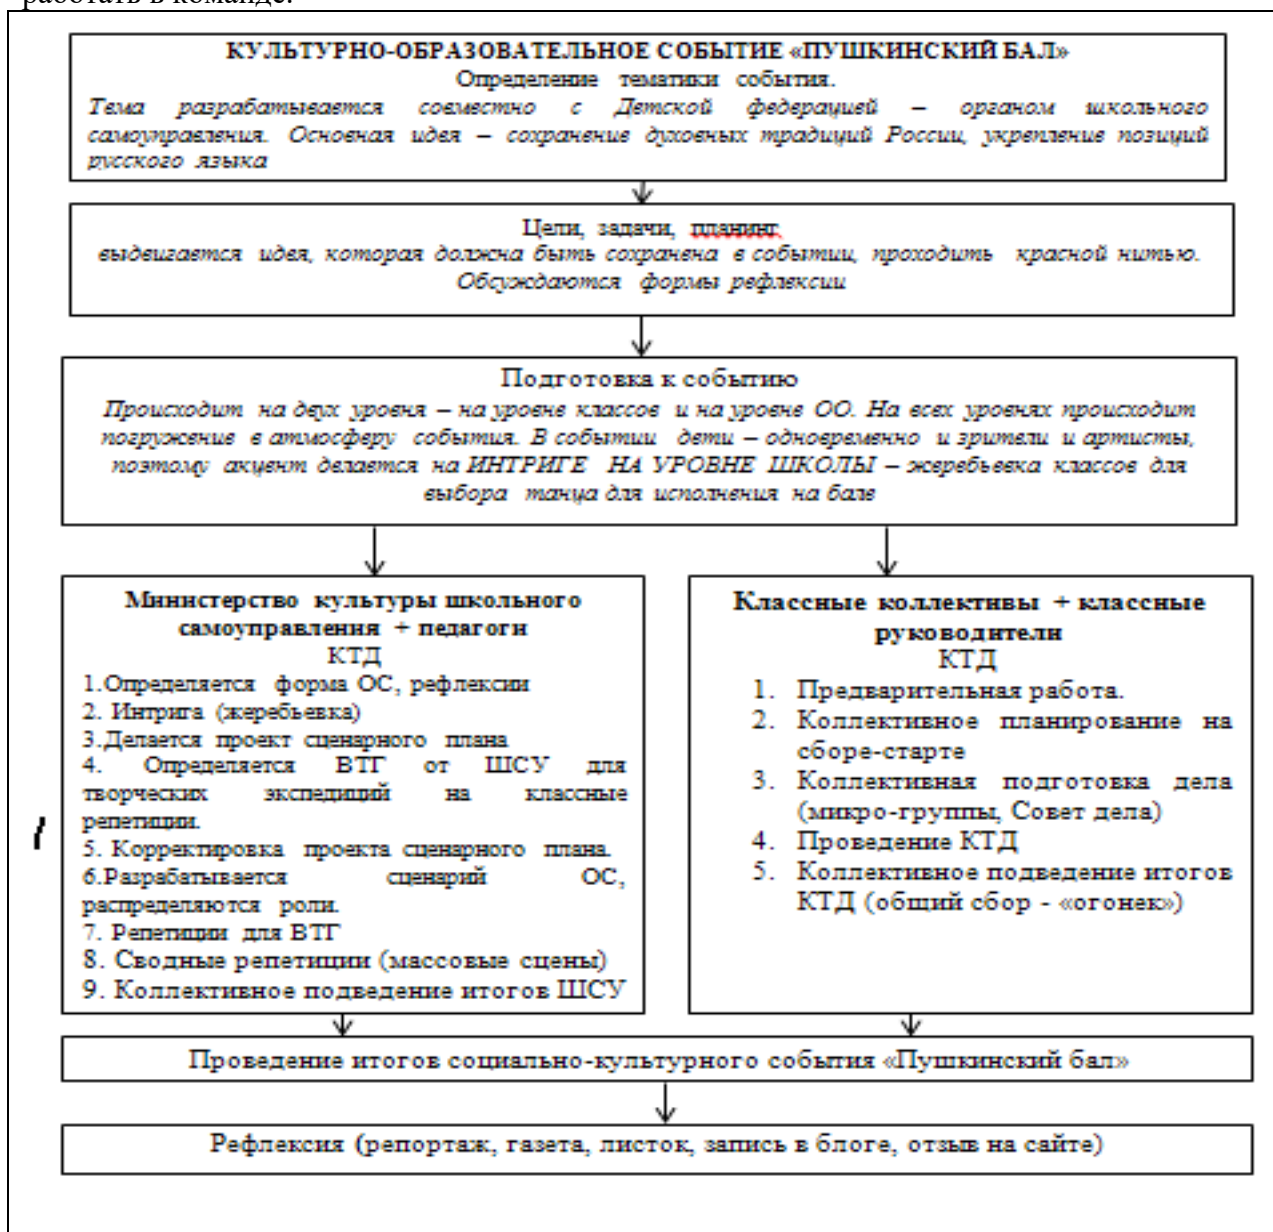 работать в команде.
КУЛЬТУРНО-ОБРАЗОВАТЕЛЬНОЕ СОБЫТИЕ «ПУШКИНСКИЙ БАЛ»
Определение тематики события.
Тема разрабатывается совместно с Детской федерацией – органом школьного
самоуправления. Основная идея – сохранение духовных традиций России, укрепление позиций
русского языка
Цели, задачи, планинг.
выдвигается идея, которая должна быть сохранена в событии, проходить красной нитью.
Обсуждаются формы рефлексии
Подготовка к событию
Происходит на двух уровня – на уровне классов и на уровне ОО. На всех уровнях происходит
погружение в атмосферу события. В событии дети – одновременно и зрители и артисты,
поэтому акцент делается на ИНТРИГЕ НА УРОВНЕ ШКОЛЫ – жеребьевка классов для
выбора танца для исполнения на бале
Министерство культуры школьного
самоуправления + педагоги
КТД
1.Определяется форма ОС, рефлексии
2. Интрига (жеребьевка)
3.Делается проект сценарного плана
4. Определяется ВТГ от ШСУ для
творческих экспедиций на классные
репетиции.
5. Корректировка проекта сценарного плана.
6.Разрабатывается сценарий ОС,
распределяются роли.
7. Репетиции для ВТГ
8. Сводные репетиции (массовые сцены)
9. Коллективное подведение итогов ШСУ
Классные коллективы + классные
руководители
КТД
1. Предварительная работа.
2. Коллективное планирование на
сборе-старте
3. Коллективная подготовка дела
(микро-группы, Совет дела)
4. Проведение КТД
5. Коллективное подведение итогов
КТД (общий сбор - «огонек»)
Проведение итогов социально-культурного события «Пушкинский бал»
Рефлексия (репортаж, газета, листок, запись в блоге, отзыв на сайте)